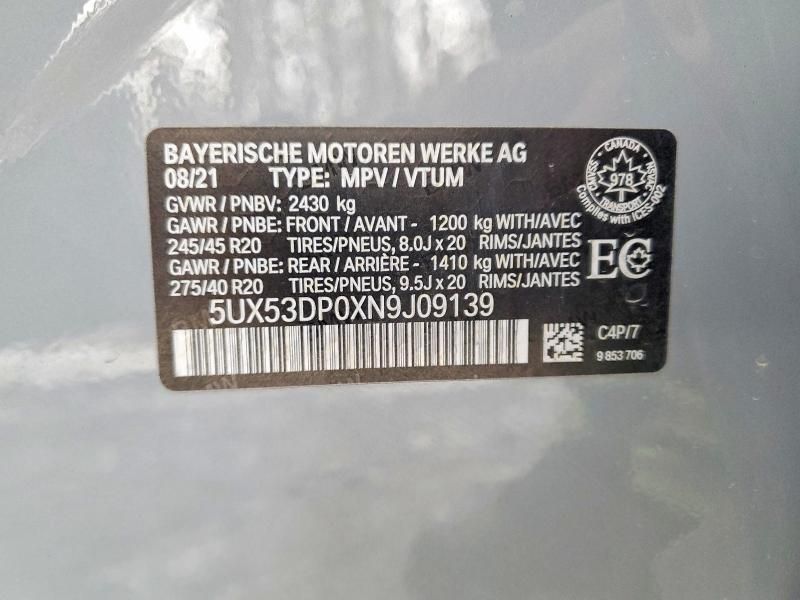 BAYERISCHE MOTOREN WERKE AG
08/21 TYPE: MPV / VTUM
GVWR / PNBV: 2430 kg
GAWR / PNBE: FRONT / AVANT - 1200 kg WITH/AVEC
245/45 R20 TIRES/PNEUS, 8.0J x 20 RIMS/JANTES
GAWR / PNBE: REAR / ARRIÈRE - 1410 kg WITH/AVEC
275/40 R20 TIRES/PNEUS, 9.5J x 20 RIMS/JANTES
5UX53DP0XN9J09139
CANADA
978
TRANSPORT
CMVSS
NSVAC
Complies with ICES-002
EC
C4P/7
9 853 706